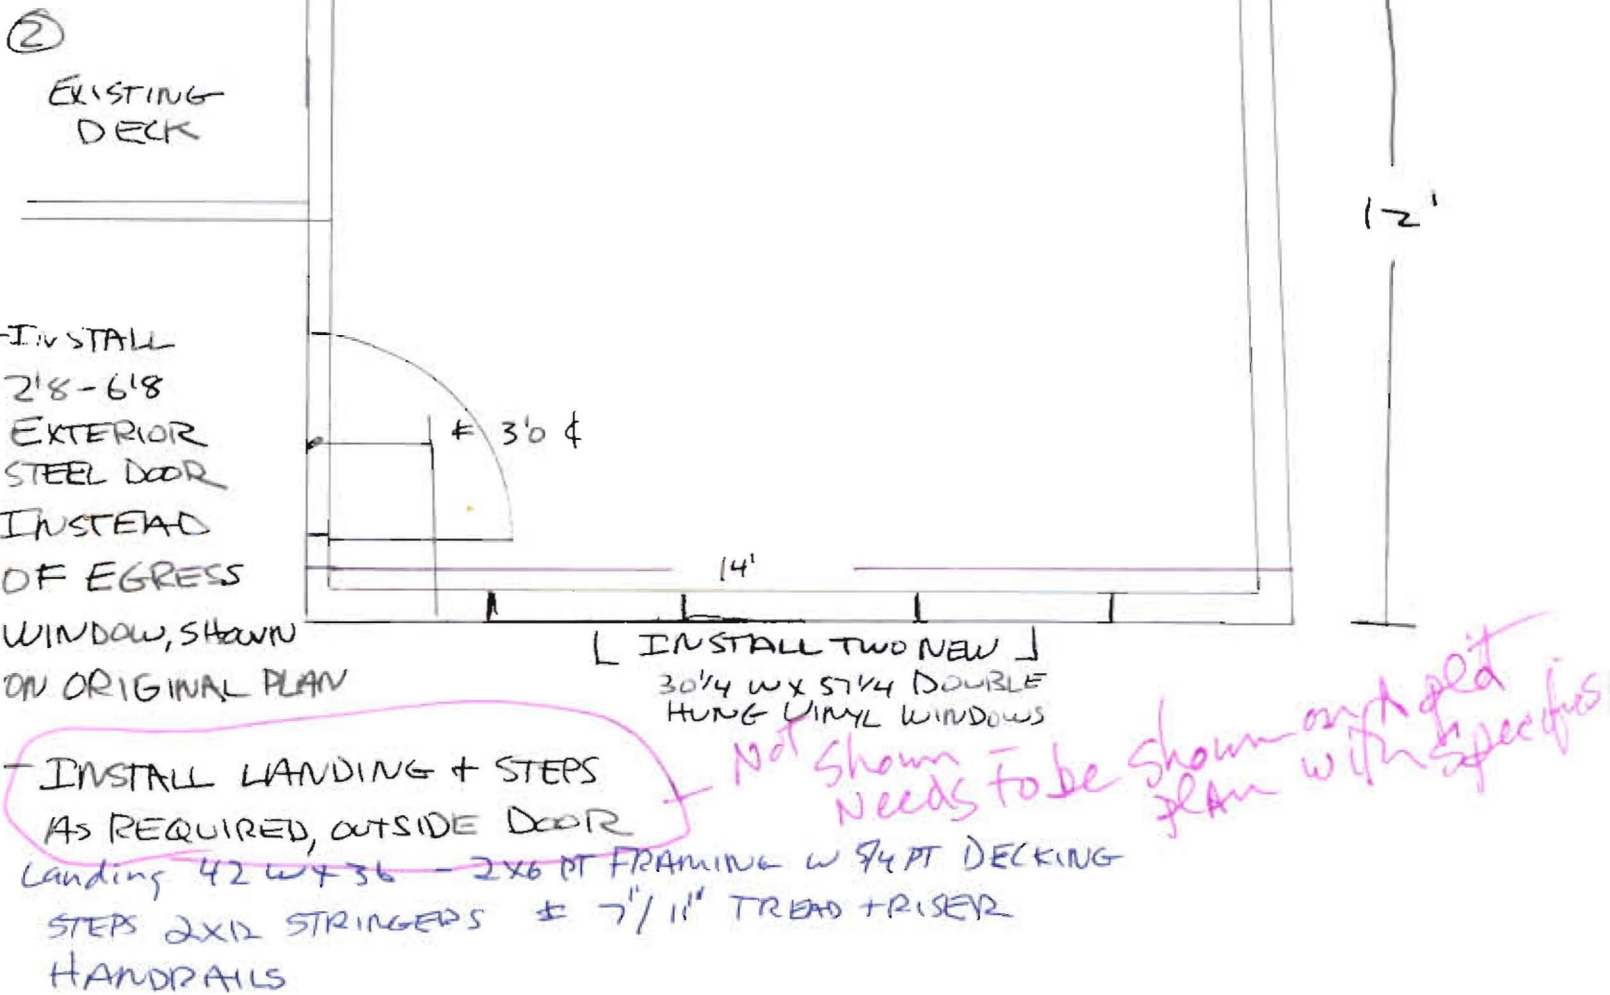 ②
EXISTING
DECK
12'
-INSTALL
2'8-6'8
EXTERIOR
STEEL DOOR
INSTEAD
OF EGRESS
WINDOW, SHOWN
ON ORIGINAL PLAN
± 3'0 ¢
14'
[ INSTALL TWO NEW ]
30 1/4 W X 57 1/4 DOUBLE
HUNG VINYL WINDOWS
- INSTALL LANDING + STEPS
AS REQUIRED, OUTSIDE DOOR
- Not Shown
Needs To be Shown on
plAn with Specifics
Landing 42 W X 36 - 2X6 PT FRAMING W 5/4 PT DECKING
STEPS 2X12 STRINGERS ± 7"/11" TREAD + RISER
HANDRAILS